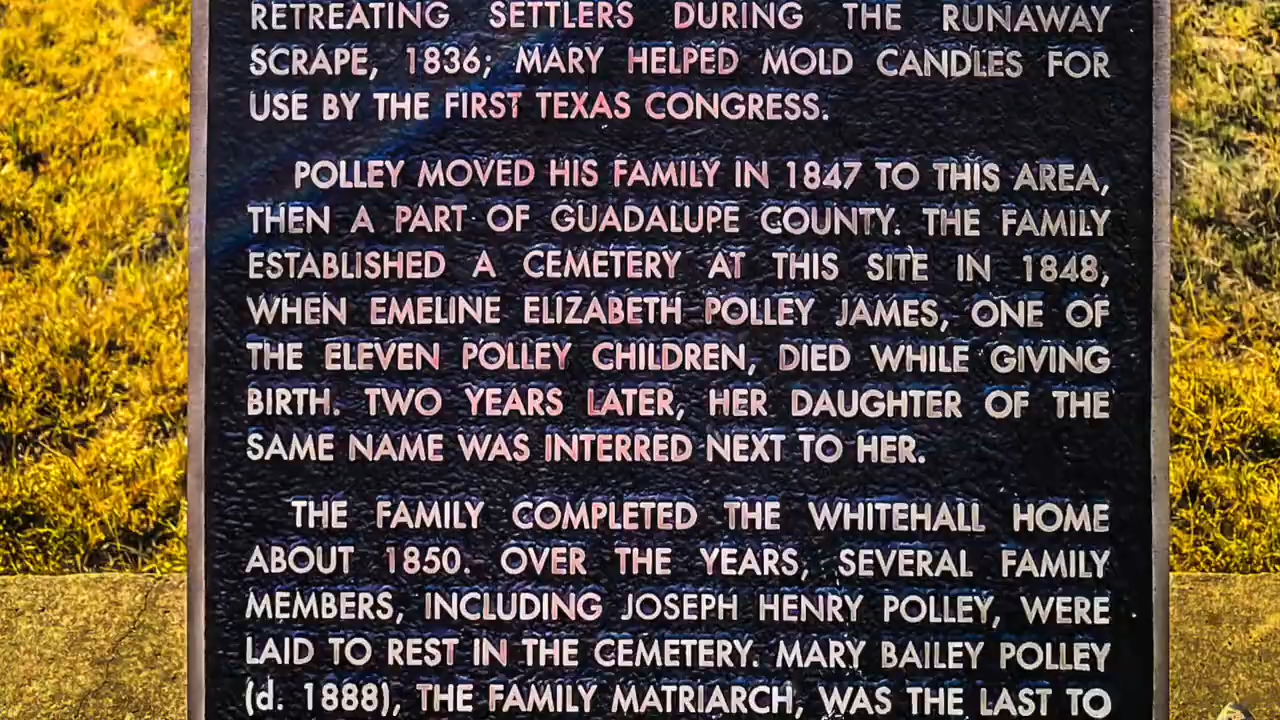 RETREATING SETTLERS DURING THE RUNAWAY
SCRAPE, 1836; MARY HELPED MOLD CANDLES FOR
USE BY THE FIRST TEXAS CONGRESS.
POLLEY MOVED HIS FAMILY IN 1847 TO THIS AREA,
THEN A PART OF GUADALUPE COUNTY. THE FAMILY
ESTABLISHED A CEMETERY AT THIS SITE IN 1848,
WHEN EMELINE ELIZABETH POLLEY JAMES, ONE OF
THE ELEVEN POLLEY CHILDREN, DIED WHILE GIVING
BIRTH. TWO YEARS LATER, HER DAUGHTER OF THE
SAME NAME WAS INTERRED NEXT TO HER.
THE FAMILY COMPLETED THE WHITEHALL HOME
ABOUT 1850. OVER THE YEARS, SEVERAL FAMILY
MEMBERS, INCLUDING JOSEPH HENRY POLLEY, WERE
LAID TO REST IN THE CEMETERY. MARY BAILEY POLLEY
(d. 1888), THE FAMILY MATRIARCH, WAS THE LAST TO